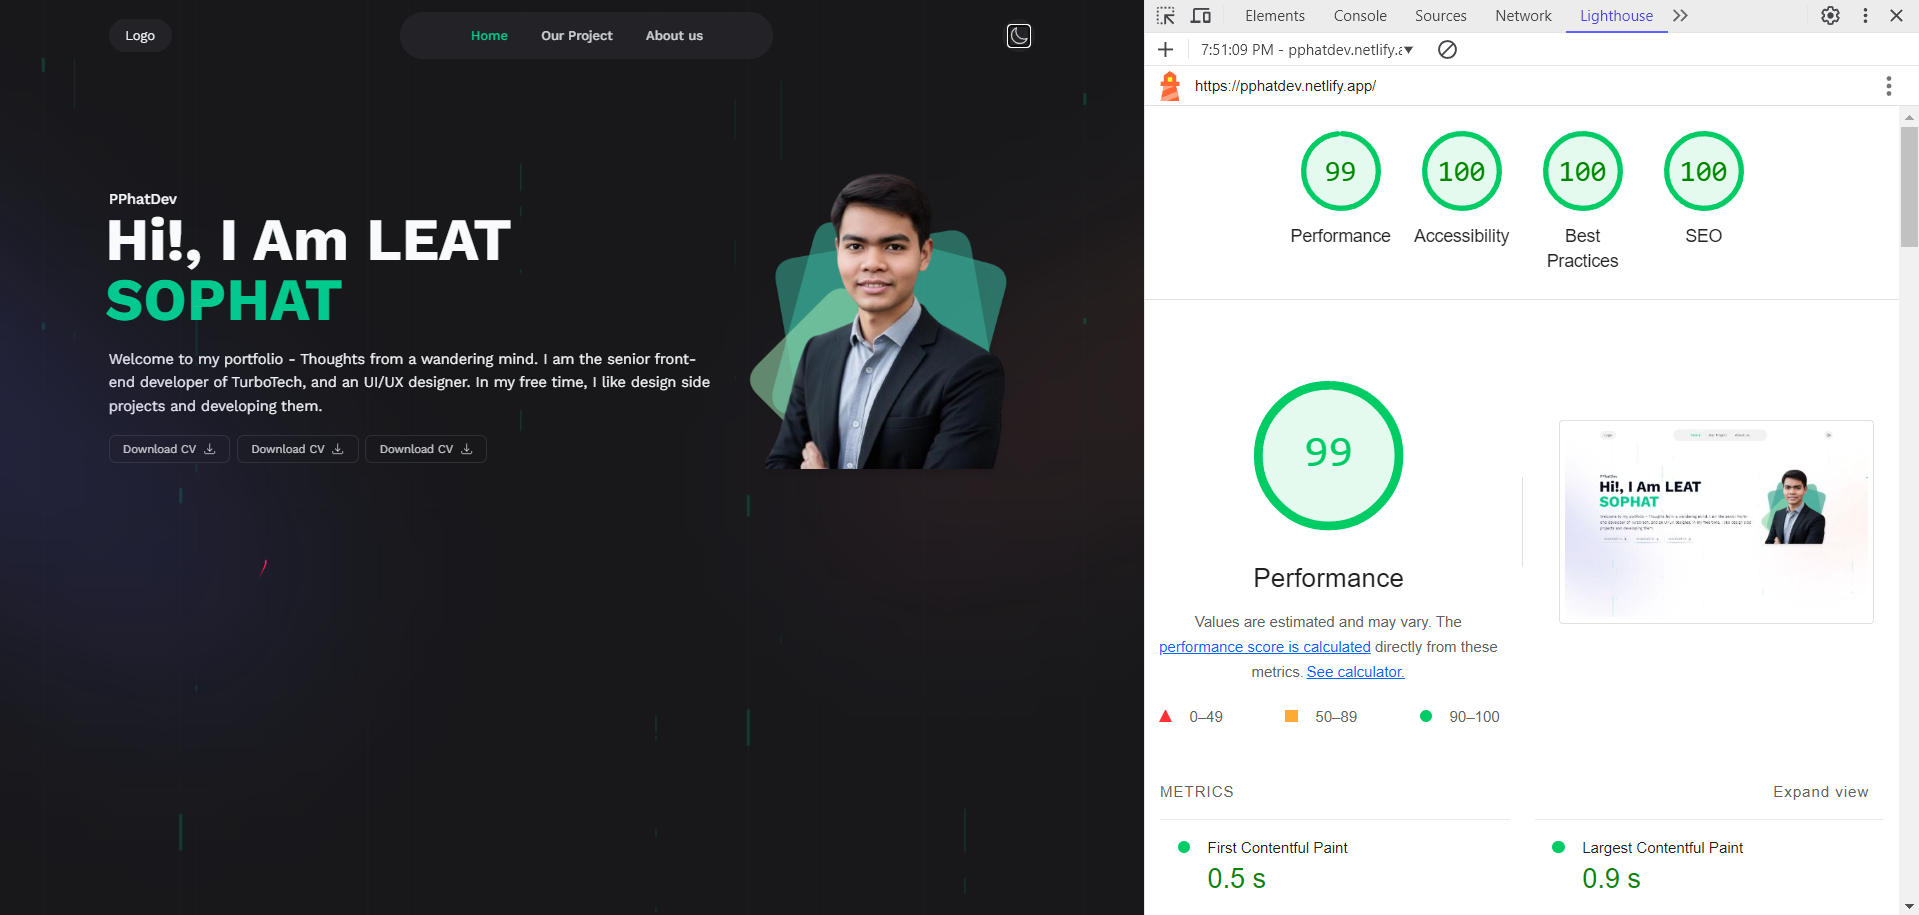 Logo
Home Our Project About us
PPhatDev
Hi!, I Am LEAT
SOPHAT
Welcome to my portfolio - Thoughts from a wandering mind. I am the senior front-
end developer of TurboTech, and an UI/UX designer. In my free time, I like design side
projects and developing them.
Download CV Download CV Download CV
Elements Console Sources Network Lighthouse
7:51:09 PM - pphatdev.netlify.a
https://pphatdev.netlify.app/
99 100 100 100
Performance Accessibility Best SEO
Practices
99
Performance
Values are estimated and may vary. The
performance score is calculated directly from these
metrics. See calculator.
0–49 50–89 90–100
Hi!, I Am LEAT
SOPHAT
METRICS Expand view
First Contentful Paint Largest Contentful Paint
0.5 s 0.9 s